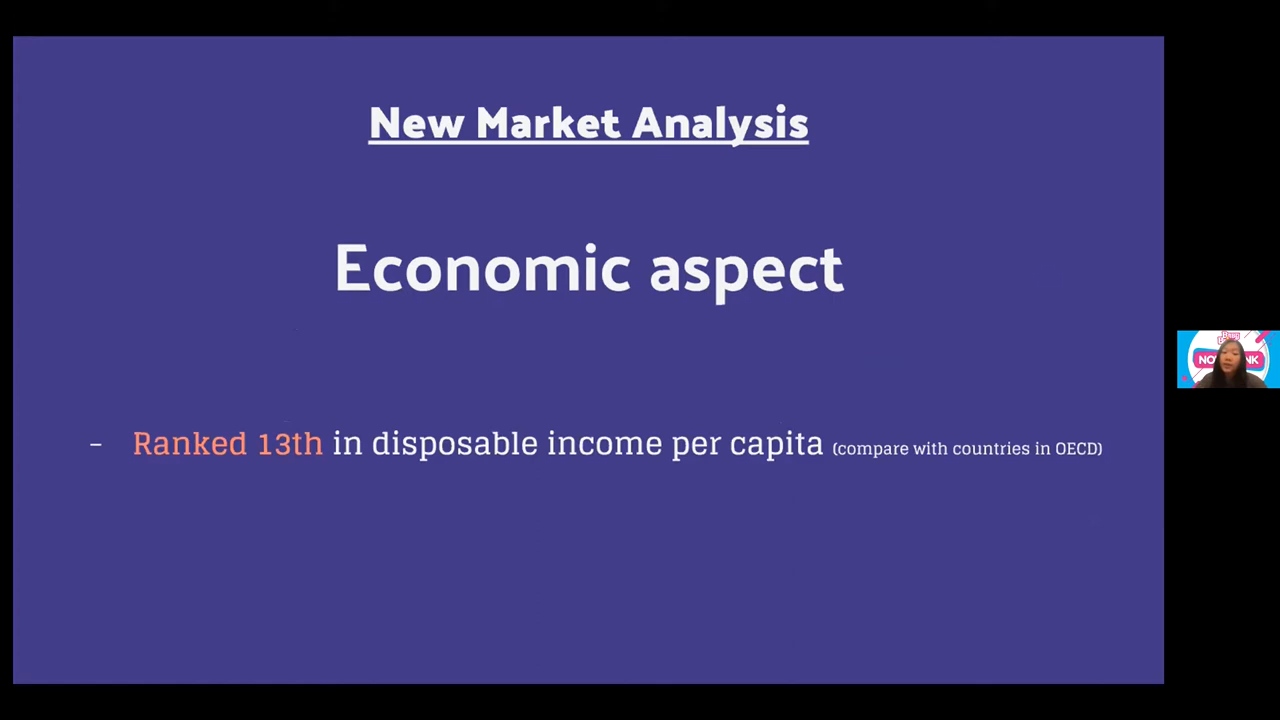 New Market Analysis
Economic aspect
- Ranked 13th in disposable income per capita (compare with countries in OECD)